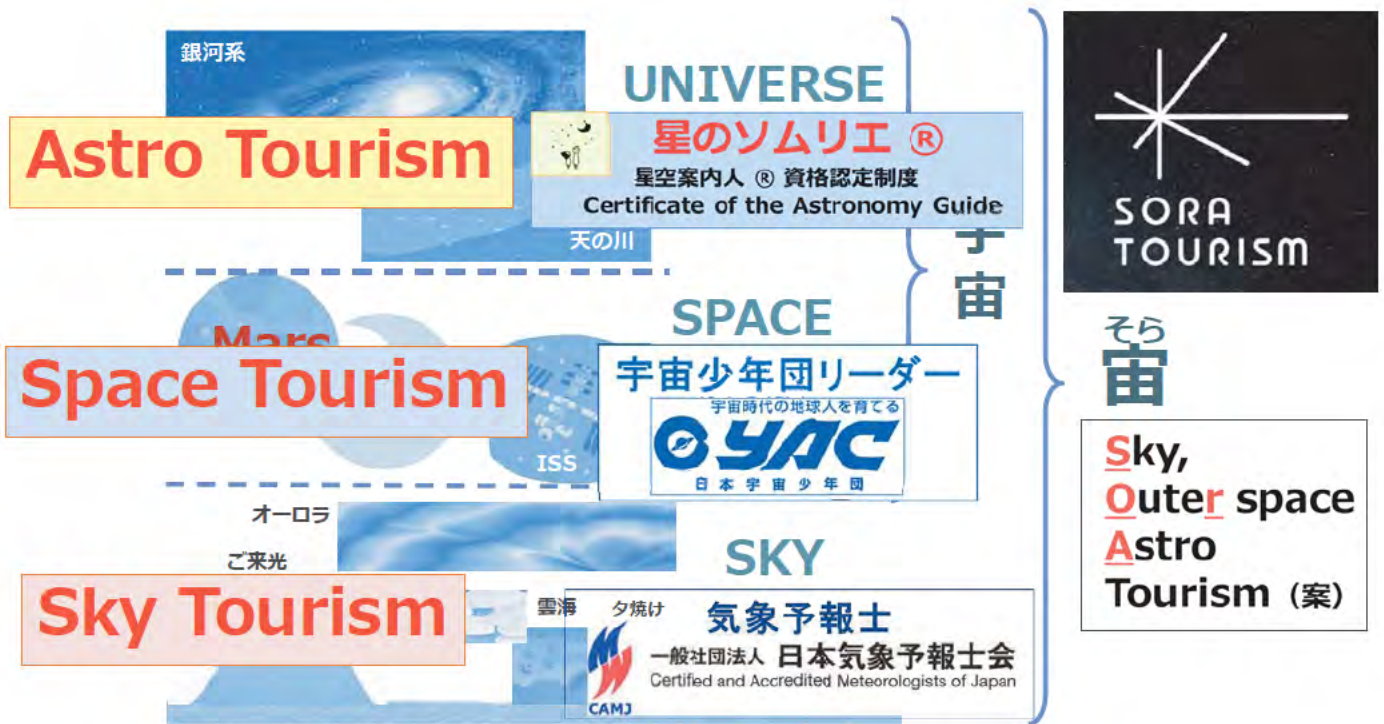 銀河系
UNIVERSE
Astro Tourism
星のソムリエ ®
星空案内人 ® 資格認定制度
Certificate of the Astronomy Guide
天の川
宇宙
SORA
TOURISM
Mars
SPACE
Space Tourism
宇宙少年団リーダー
宇宙時代の地球人を育てる
YAC
日本宇宙少年団
ISS
そら
宙
Sky,
Outer space
Astro
Tourism（案）
オーロラ
ご来光
SKY
Sky Tourism
雲海
夕焼け
気象予報士
一般社団法人 日本気象予報士会
Certified and Accredited Meteorologists of Japan
CAMJ